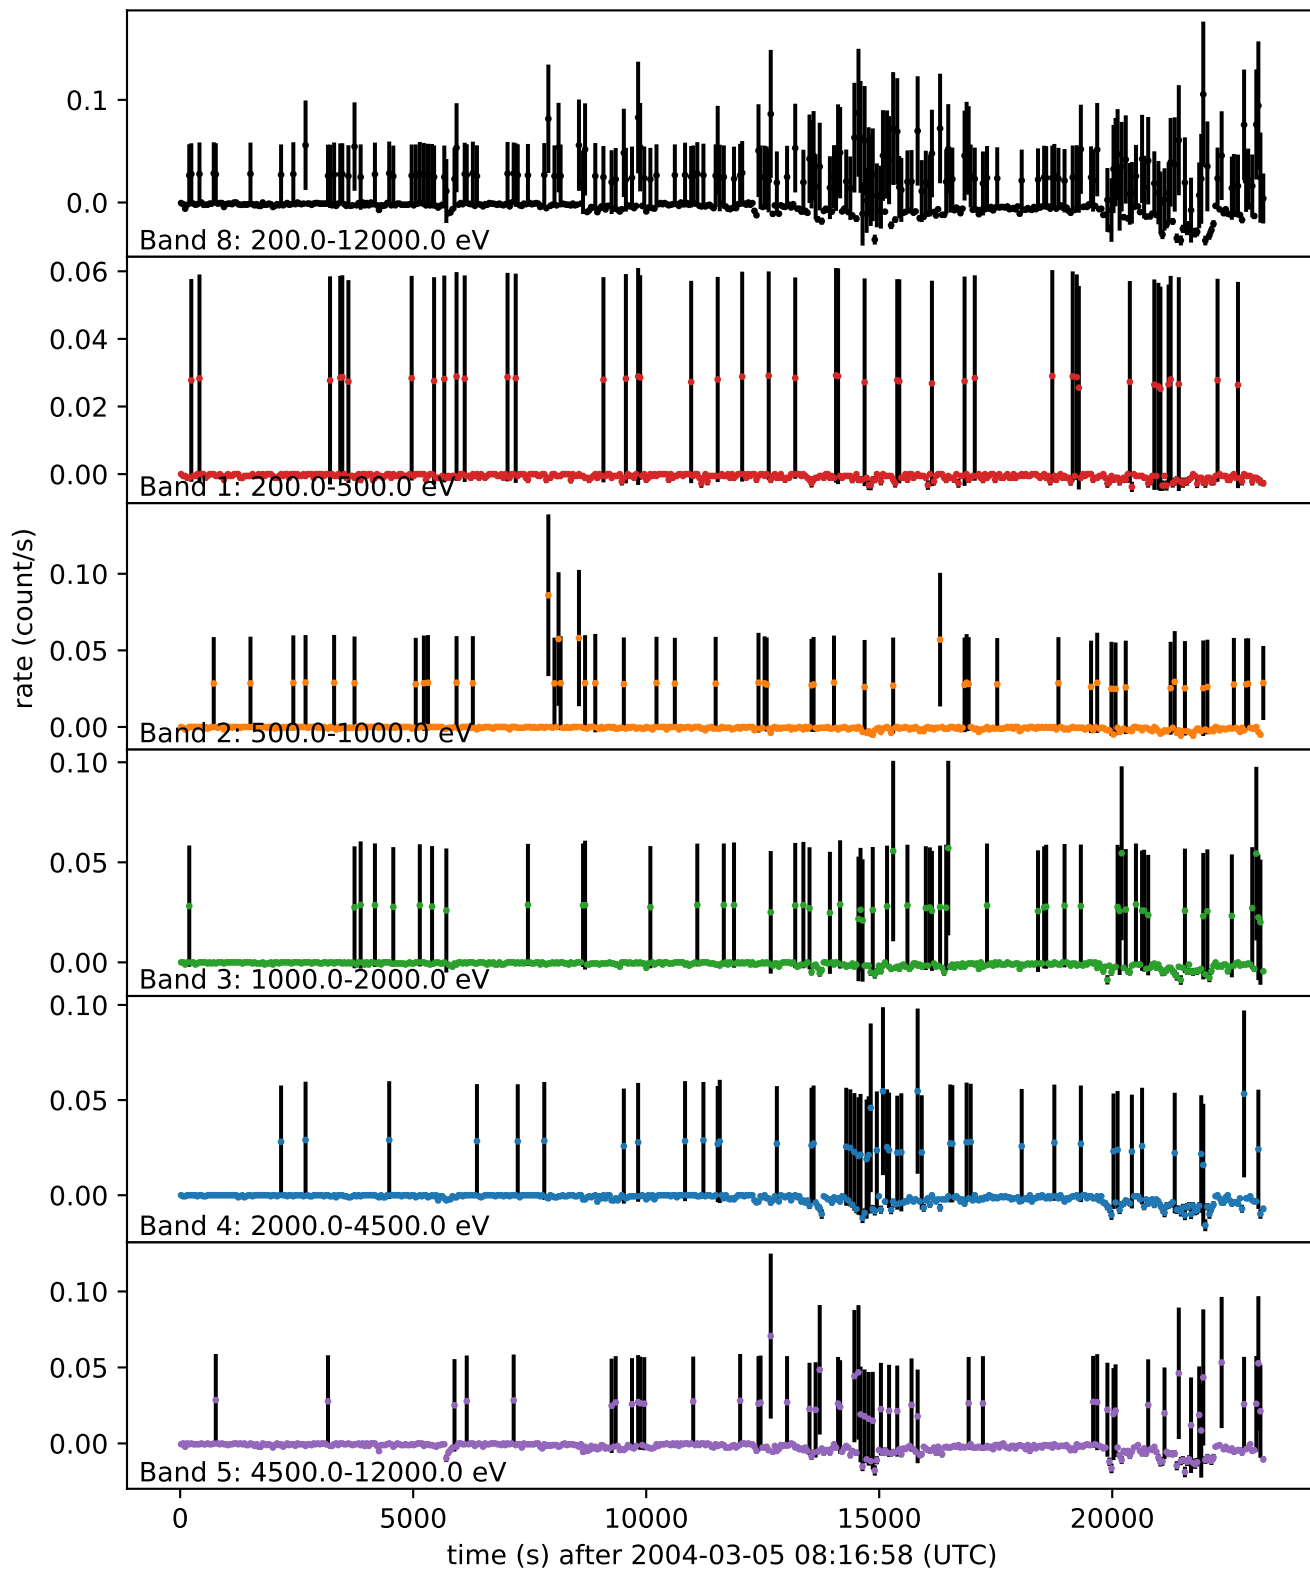 0.1
0.0
Band 8: 200.0-12000.0 eV
0.06
0.04
0.02
0.00
Band 1: 200.0-500.0 eV
rate (count/s)
0.10
0.05
0.00
Band 2: 500.0-1000.0 eV
0.10
0.05
0.00
Band 3: 1000.0-2000.0 eV
0.10
0.05
0.00
Band 4: 2000.0-4500.0 eV
0.10
0.05
0.00
Band 5: 4500.0-12000.0 eV
0 5000 10000 15000 20000
time (s) after 2004-03-05 08:16:58 (UTC)